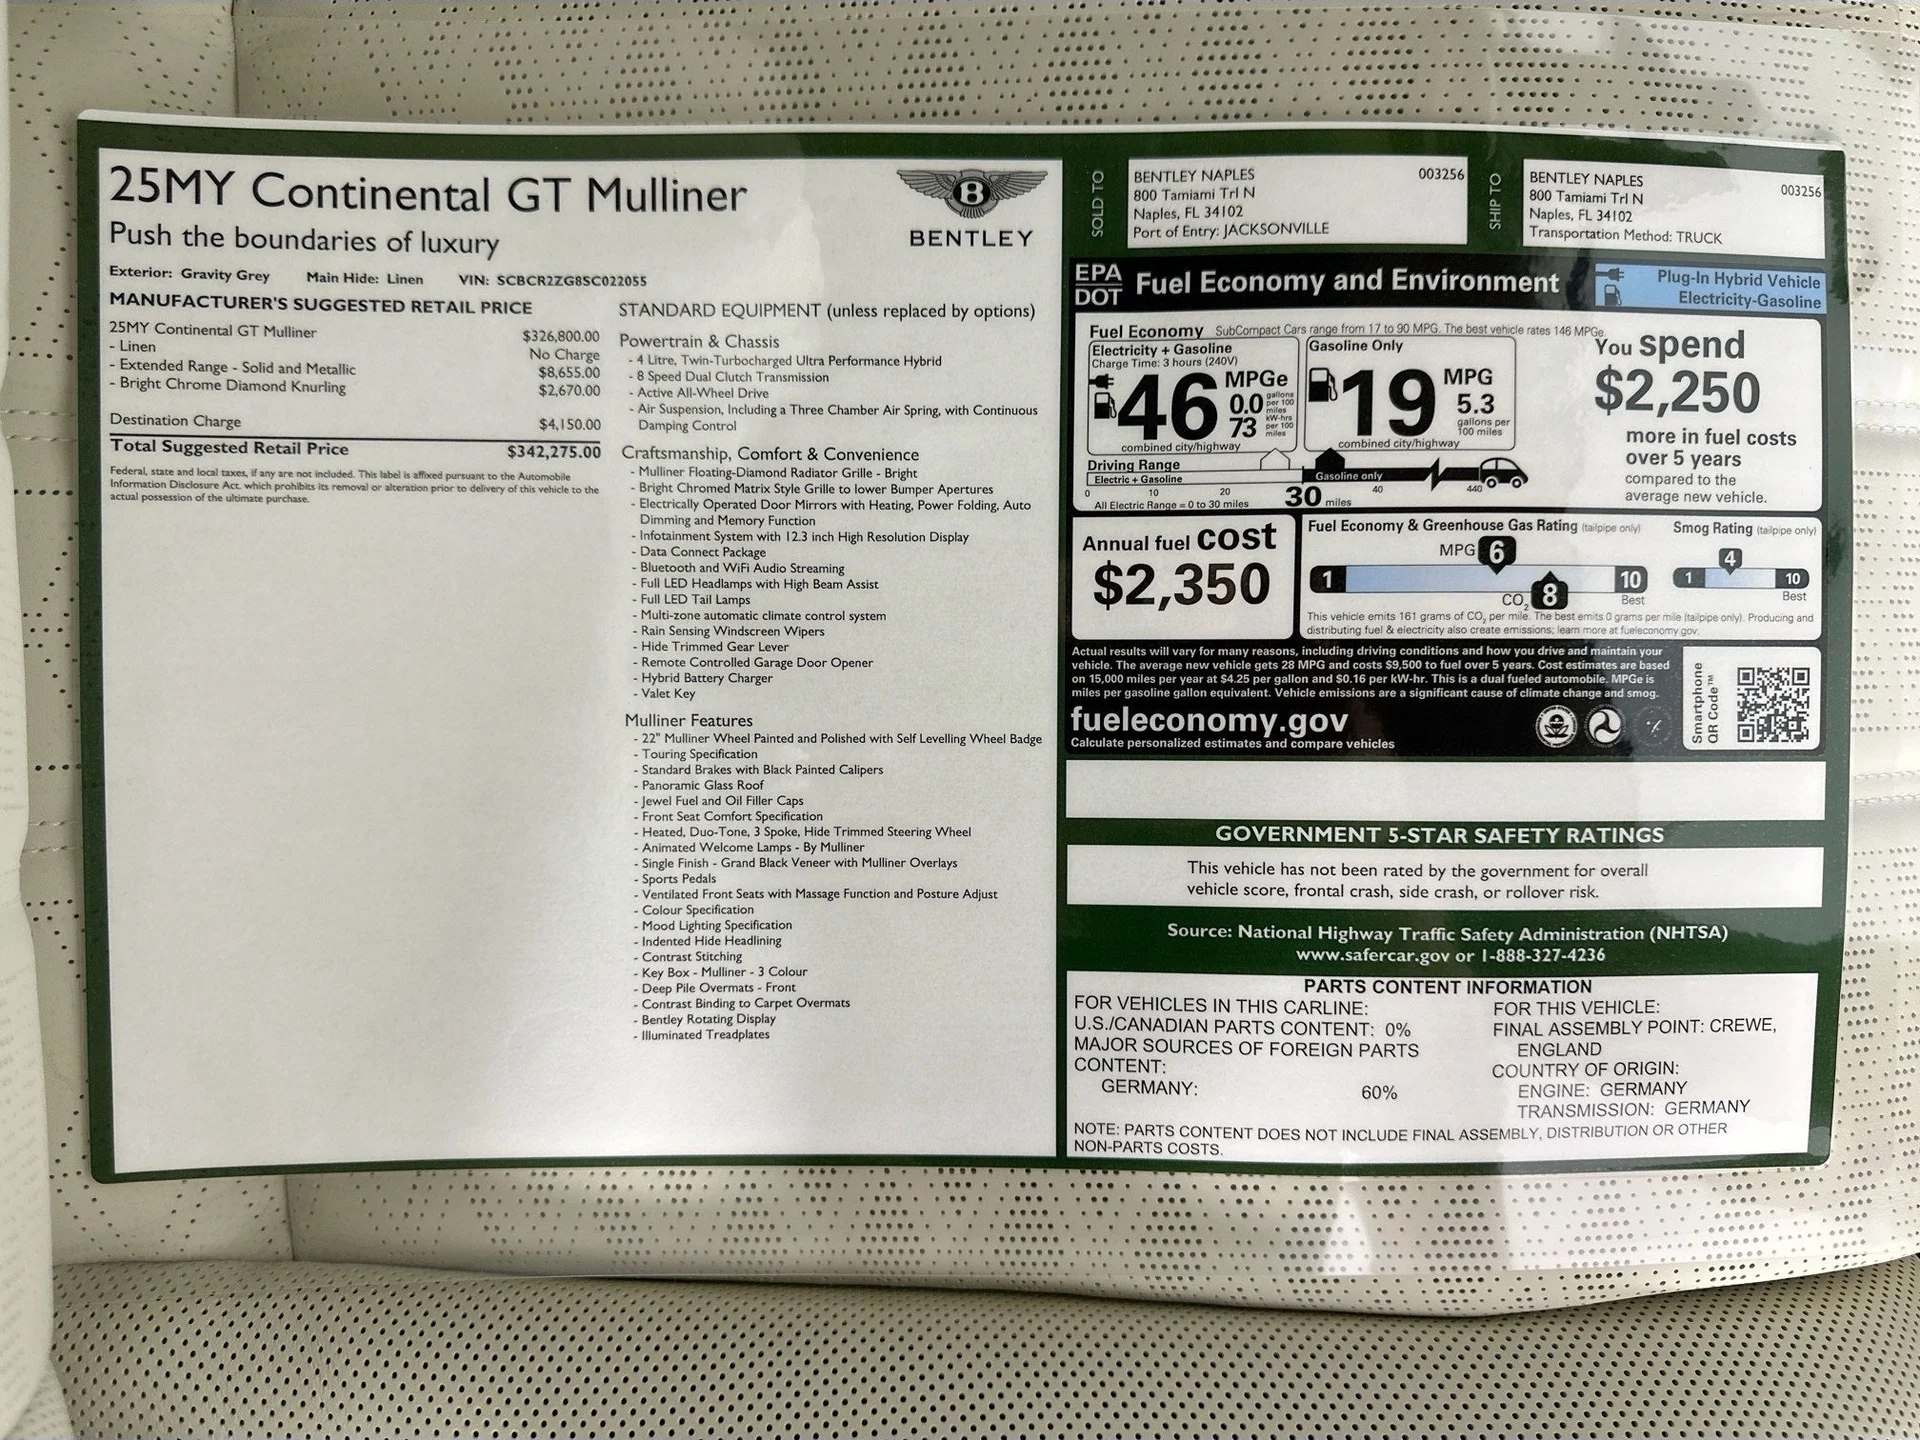 25MY Continental GT Mulliner
Push the boundaries of luxury
BENTLEY
Exterior: Gravity Grey Main Hide: Linen VIN: SCBCR2ZG8SC022055
MANUFACTURER'S SUGGESTED RETAIL PRICE
25MY Continental GT Mulliner $326,800.00
- Linen No Charge
- Extended Range - Solid and Metallic $8,655.00
- Bright Chrome Diamond Knurling $2,670.00
Destination Charge $4,150.00
Total Suggested Retail Price $342,275.00
Federal, state and local taxes, if any are not included. This label is affixed pursuant to the Automobile
Information Disclosure Act. which prohibits its removal or alteration prior to delivery of this vehicle to the
actual possession of the ultimate purchase.
STANDARD EQUIPMENT (unless replaced by options)
Powertrain & Chassis
- 4 Litre, Twin-Turbocharged Ultra Performance Hybrid
- 8 Speed Dual Clutch Transmission
- Active All-Wheel Drive
- Air Suspension, Including a Three Chamber Air Spring, with Continuous
Damping Control
Craftsmanship, Comfort & Convenience
- Mulliner Floating-Diamond Radiator Grille - Bright
- Bright Chromed Matrix Style Grille to lower Bumper Apertures
- Electrically Operated Door Mirrors with Heating, Power Folding, Auto
Dimming and Memory Function
- Infotainment System with 12.3 inch High Resolution Display
- Data Connect Package
- Bluetooth and WiFi Audio Streaming
- Full LED Headlamps with High Beam Assist
- Full LED Tail Lamps
- Multi-zone automatic climate control system
- Rain Sensing Windscreen Wipers
- Hide Trimmed Gear Lever
- Remote Controlled Garage Door Opener
- Hybrid Battery Charger
- Valet Key
Mulliner Features
- 22" Mulliner Wheel Painted and Polished with Self Levelling Wheel Badge
- Touring Specification
- Standard Brakes with Black Painted Calipers
- Panoramic Glass Roof
- Jewel Fuel and Oil Filler Caps
- Front Seat Comfort Specification
- Heated, Duo-Tone, 3 Spoke, Hide Trimmed Steering Wheel
- Animated Welcome Lamps - By Mulliner
- Single Finish - Grand Black Veneer with Mulliner Overlays
- Sports Pedals
- Ventilated Front Seats with Massage Function and Posture Adjust
- Colour Specification
- Mood Lighting Specification
- Indented Hide Headlining
- Contrast Stitching
- Key Box - Mulliner - 3 Colour
- Deep Pile Overmats - Front
- Contrast Binding to Carpet Overmats
- Bentley Rotating Display
- Illuminated Treadplates
SOLD TO
BENTLEY NAPLES 003256
800 Tamiami Trl N
Naples, FL 34102
Port of Entry: JACKSONVILLE
SHIP TO
BENTLEY NAPLES 003256
800 Tamiami Trl N
Naples, FL 34102
Transportation Method: TRUCK
EPA
DOT
Fuel Economy and Environment
Plug-In Hybrid Vehicle
Electricity-Gasoline
Fuel Economy SubCompact Cars range from 17 to 90 MPG. The best vehicle rates 146 MPGe.
Electricity + Gasoline
Charge Time: 3 hours (240V)
46 MPGe
0.0 gallons per 100 miles
73 kW-hrs per 100 miles
combined city/highway
Gasoline Only
19 MPG
5.3
gallons per
100 miles
combined city/highway
You spend
$2,250
more in fuel costs
over 5 years
compared to the
average new vehicle.
Driving Range
Electric + Gasoline Gasoline only
0 10 20 30 miles 40 440
All Electric Range = 0 to 30 miles
Annual fuel cost
$2,350
Fuel Economy & Greenhouse Gas Rating (tailpipe only)
MPG 6
1 10
CO2 8 Best
Smog Rating (tailpipe only)
4
1 10
Best
This vehicle emits 161 grams of CO2 per mile. The best emits 0 grams per mile (tailpipe only). Producing and
distributing fuel & electricity also create emissions; learn more at fueleconomy.gov.
Actual results will vary for many reasons, including driving conditions and how you drive and maintain your
vehicle. The average new vehicle gets 28 MPG and costs $9,500 to fuel over 5 years. Cost estimates are based
on 15,000 miles per year at $4.25 per gallon and $0.16 per kW-hr. This is a dual fueled automobile. MPGe is
miles per gasoline gallon equivalent. Vehicle emissions are a significant cause of climate change and smog.
fueleconomy.gov
Calculate personalized estimates and compare vehicles
Smartphone
QR Code™
GOVERNMENT 5-STAR SAFETY RATINGS
This vehicle has not been rated by the government for overall
vehicle score, frontal crash, side crash, or rollover risk.
Source: National Highway Traffic Safety Administration (NHTSA)
www.safercar.gov or 1-888-327-4236
PARTS CONTENT INFORMATION
FOR VEHICLES IN THIS CARLINE:
U.S./CANADIAN PARTS CONTENT: 0%
MAJOR SOURCES OF FOREIGN PARTS
CONTENT:
GERMANY: 60%
FOR THIS VEHICLE:
FINAL ASSEMBLY POINT: CREWE,
ENGLAND
COUNTRY OF ORIGIN:
ENGINE: GERMANY
TRANSMISSION: GERMANY
NOTE: PARTS CONTENT DOES NOT INCLUDE FINAL ASSEMBLY, DISTRIBUTION OR OTHER
NON-PARTS COSTS.